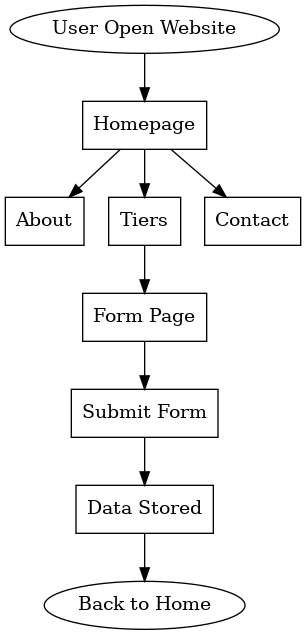 User Open Website
Homepage
About
Tiers
Contact
Form Page
Submit Form
Data Stored
Back to Home